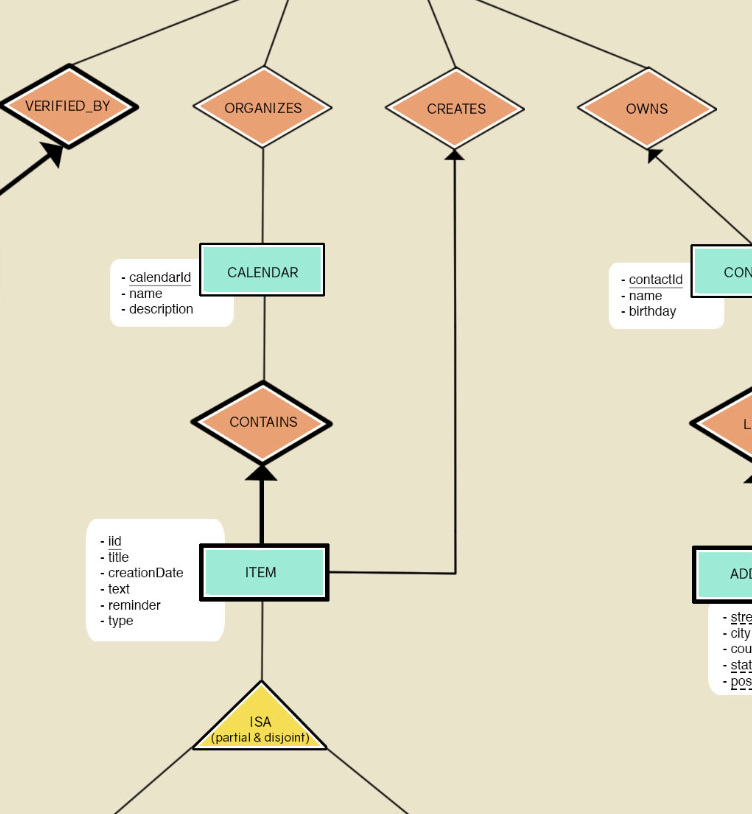 VERIFIED_BY
ORGANIZES
CREATES
OWNS
CALENDAR
- calendarId
- name
- description
CON
- contactId
- name
- birthday
CONTAINS
L
ITEM
- iid
- title
- creationDate
- text
- reminder
- type
ADD
- stre
- city
- cou
- stat
- pos
ISA
(partial & disjoint)